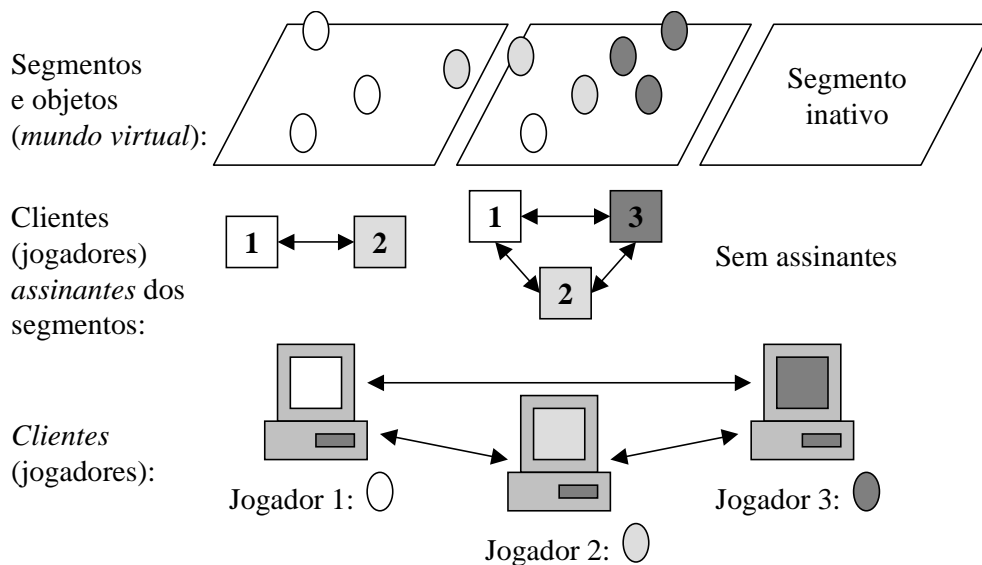 Segmentos
e objetos
(mundo virtual):
Segmento
inativo
Clientes
(jogadores)
assinantes dos
segmentos:
1
2
1
3
2
Sem assinantes
Clientes
(jogadores):
Jogador 1:
Jogador 2:
Jogador 3: